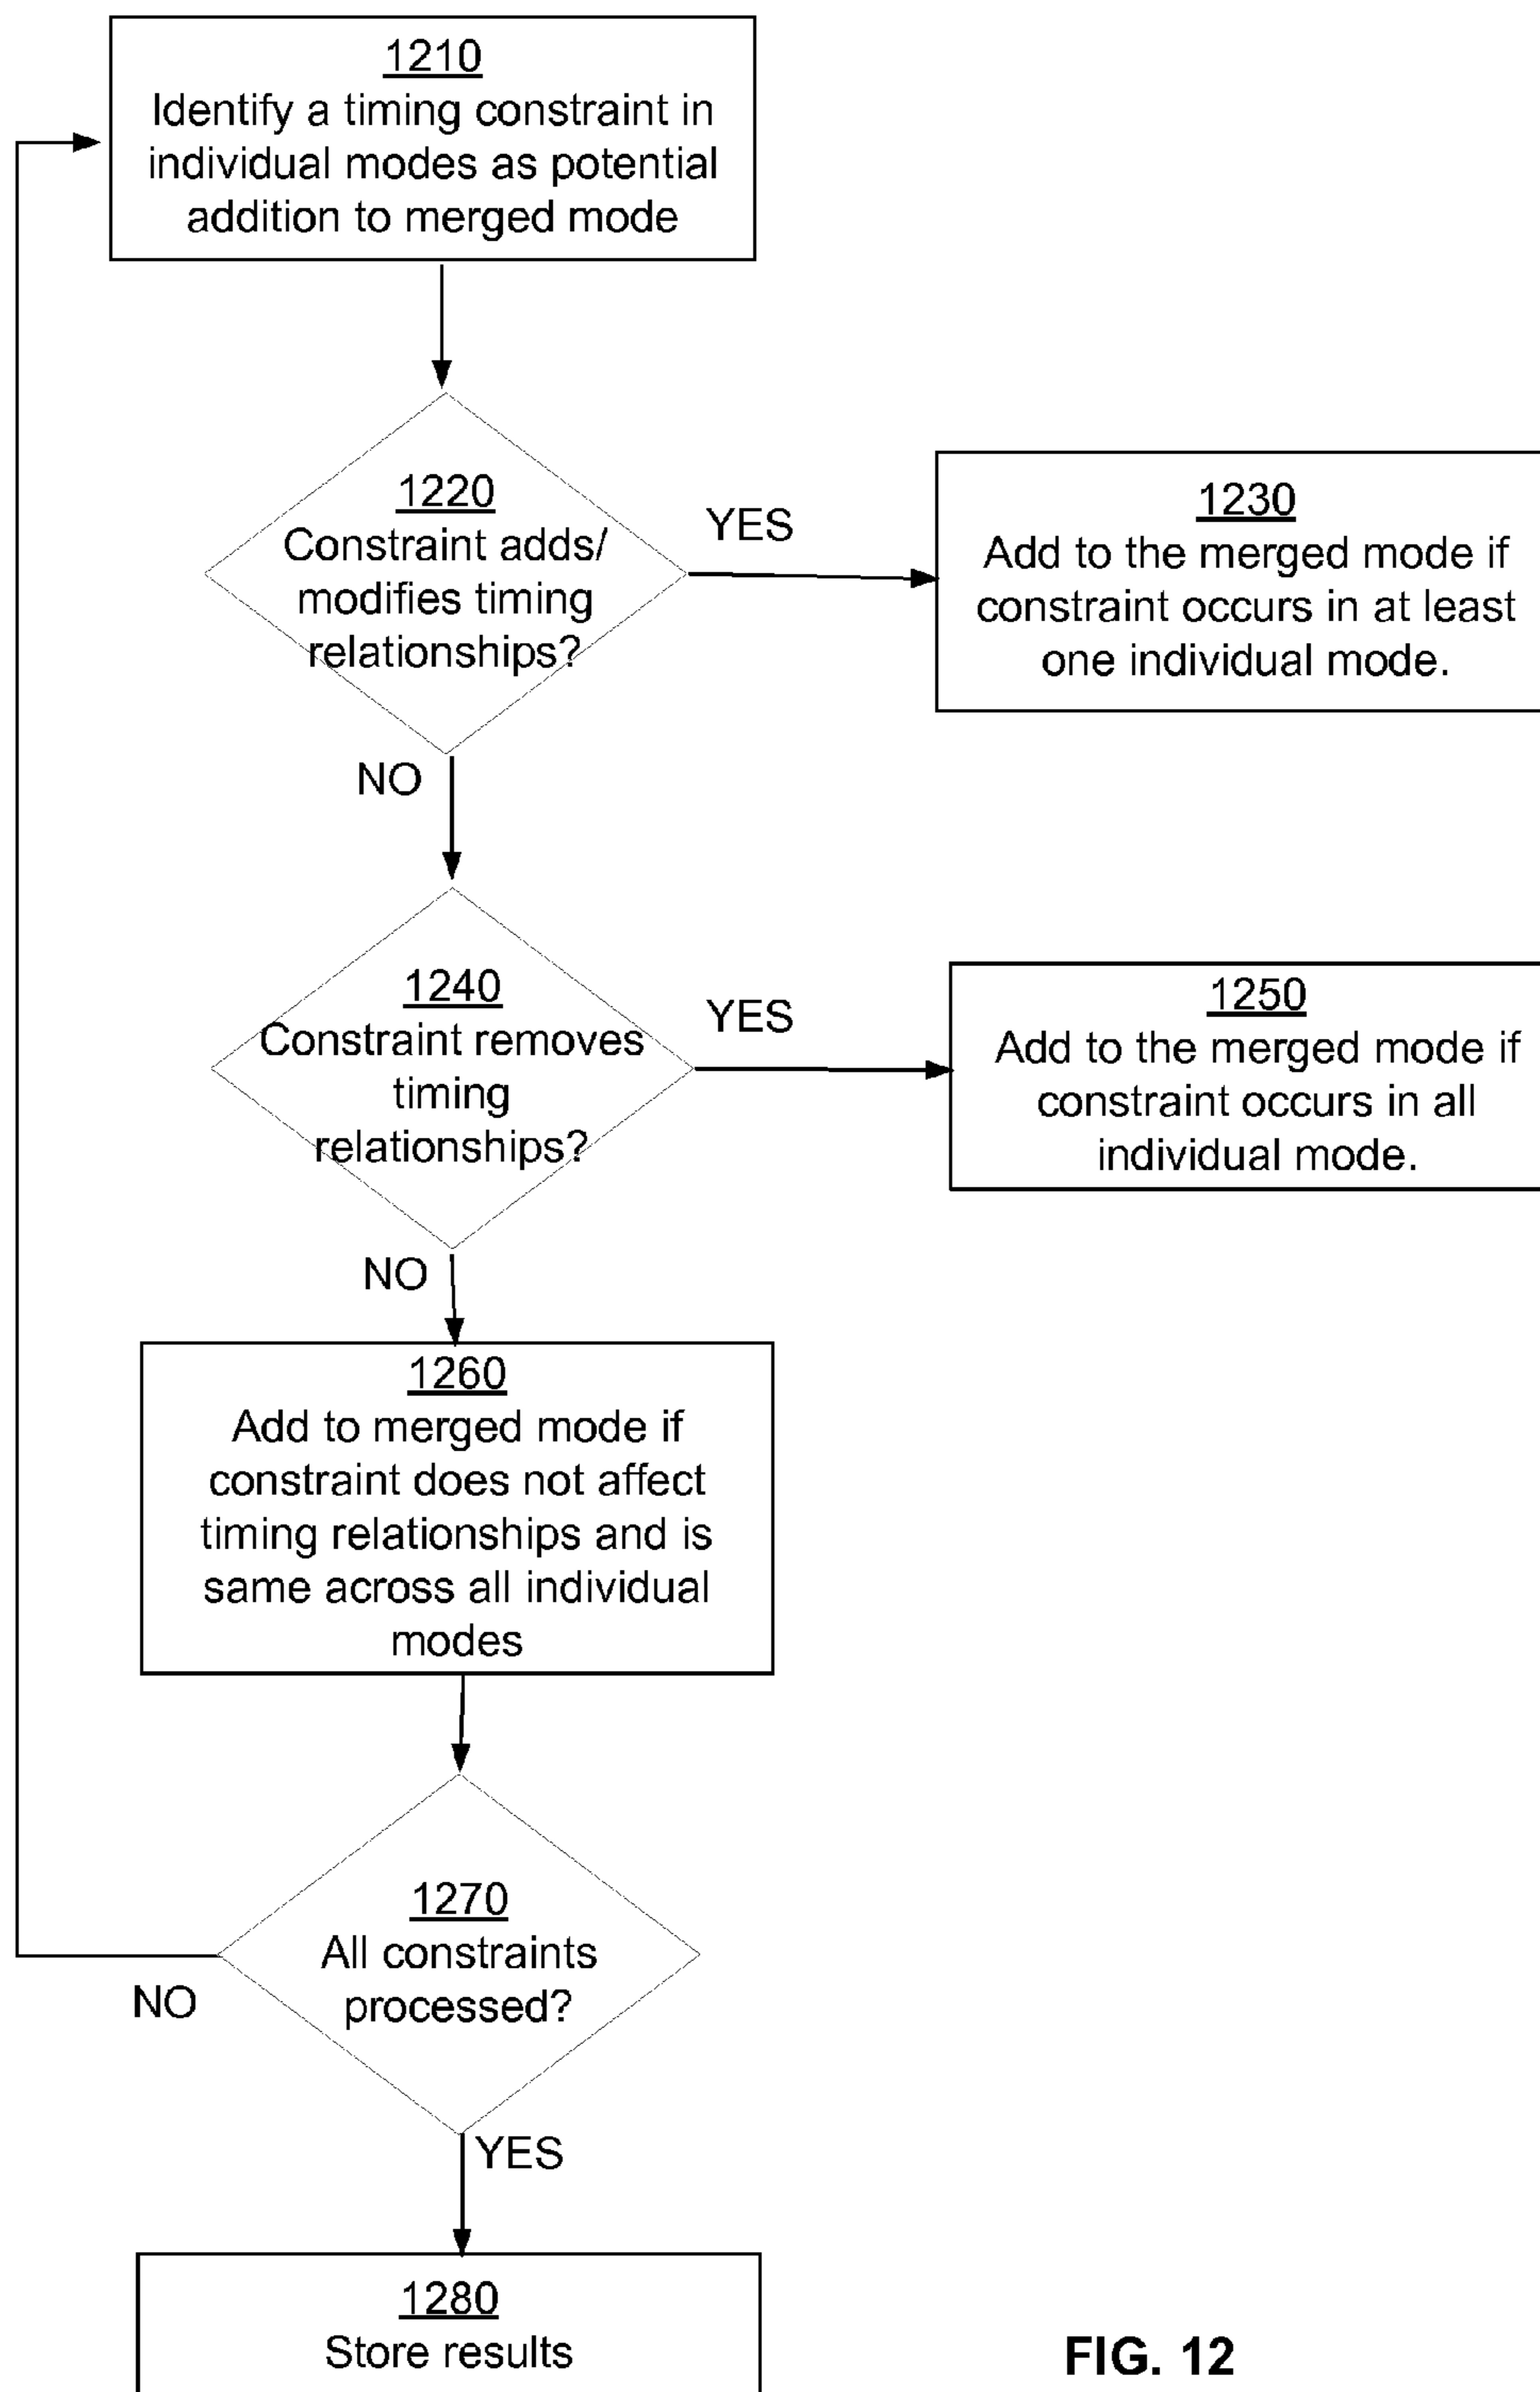 1210
Identify a timing constraint in
individual modes as potential
addition to merged mode
1220
Constraint adds/
modifies timing
relationships?
YES
1230
Add to the merged mode if
constraint occurs in at least
one individual mode.
NO
1240
Constraint removes
timing
relationships?
YES
1250
Add to the merged mode if
constraint occurs in all
individual mode.
NO
1260
Add to merged mode if
constraint does not affect
timing relationships and is
same across all individual
modes
1270
All constraints
processed?
NO
YES
1280
Store results
FIG. 12